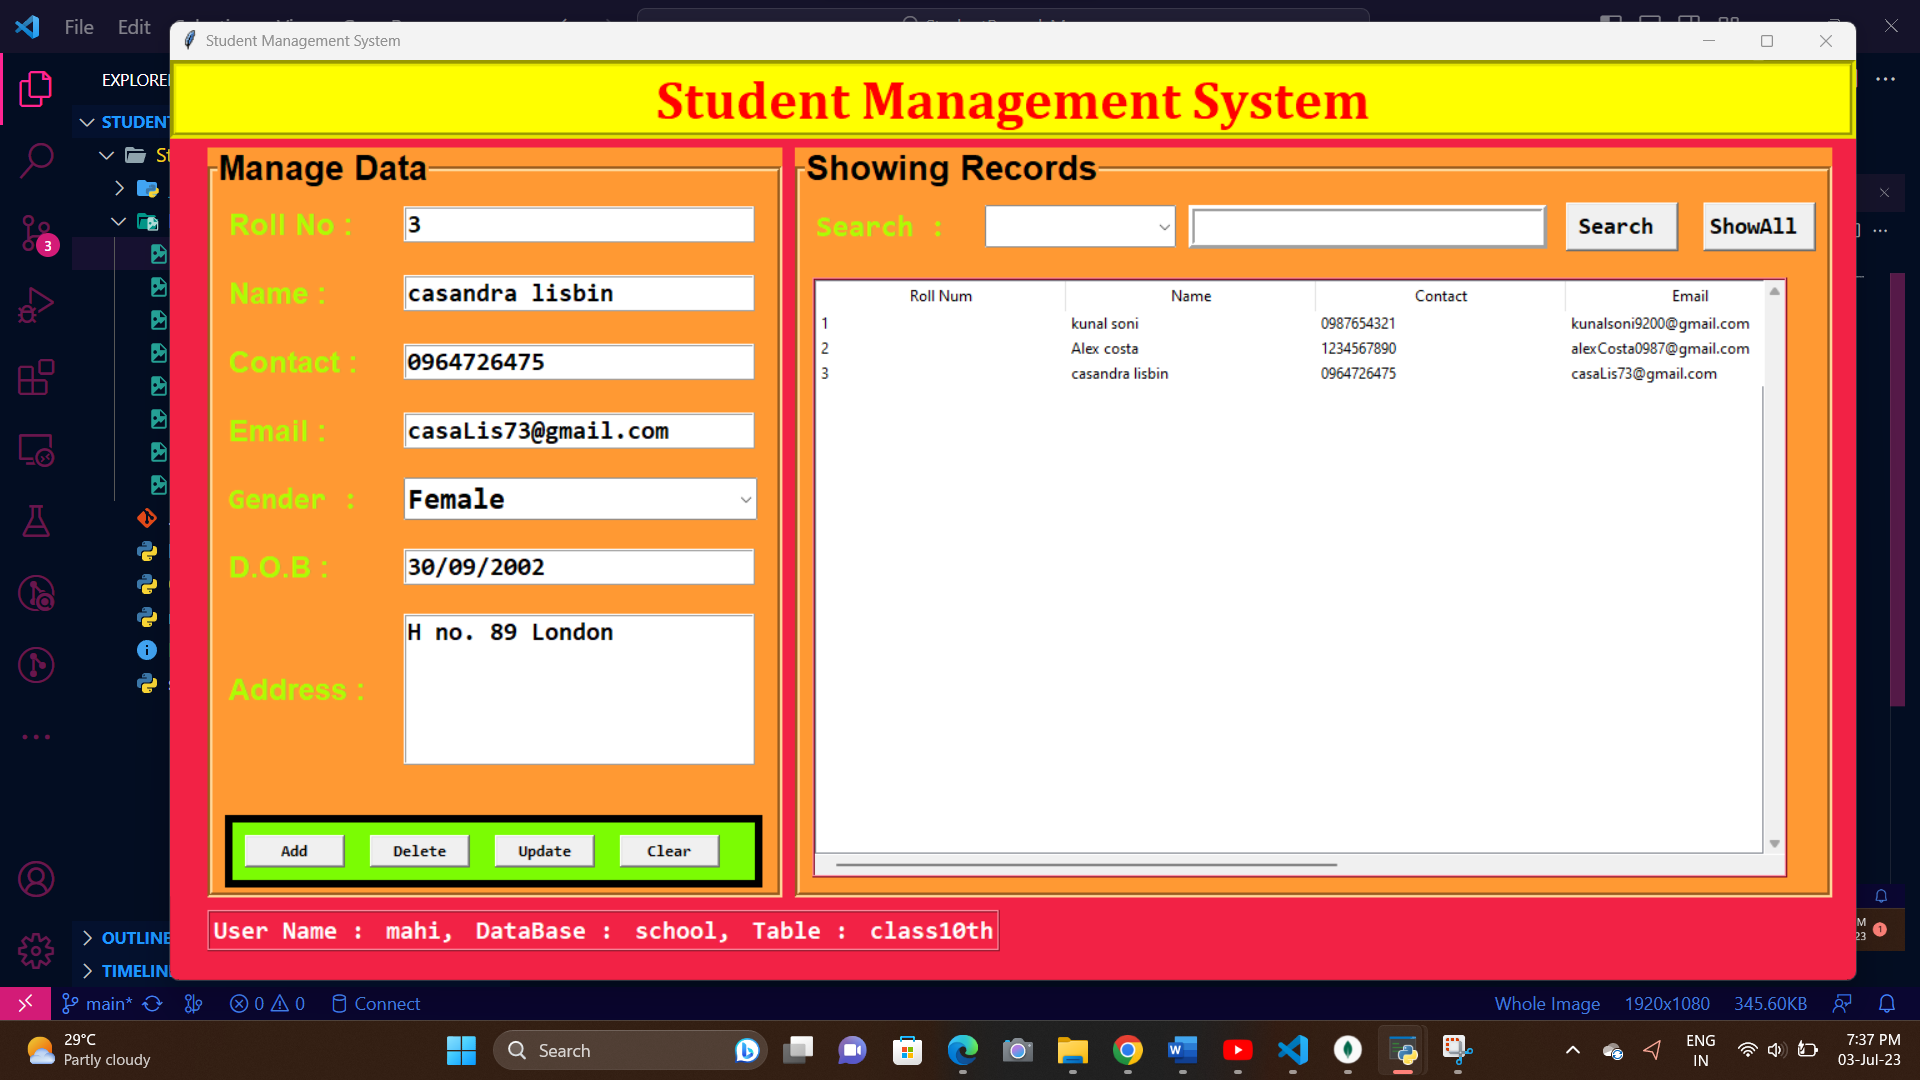 File Edit
Student Management System
EXPLORE
Student Management System
STUDENT
St
Manage Data
Showing Records
Roll No : 3
Search : Search ShowAll
Name : casandra lisbin
Roll Num Name Contact Email
1 kunal soni 0987654321 kunalsoni9200@gmail.com
2 Alex costa 1234567890 alexCosta0987@gmail.com
3 casandra lisbin 0964726475 casaLis73@gmail.com
Contact : 0964726475
Email : casaLis73@gmail.com
Gender : Female
D.O.B : 30/09/2002
Address : H no. 89 London
3
Add Delete Update Clear
User Name : mahi, DataBase : school, Table : class10th
M
23
1
OUTLINE
TIMELIN
main* 0 0 Connect Whole Image 1920x1080 345.60KB
29°C
Partly cloudy
Search
ENG
IN
7:37 PM
03-Jul-23